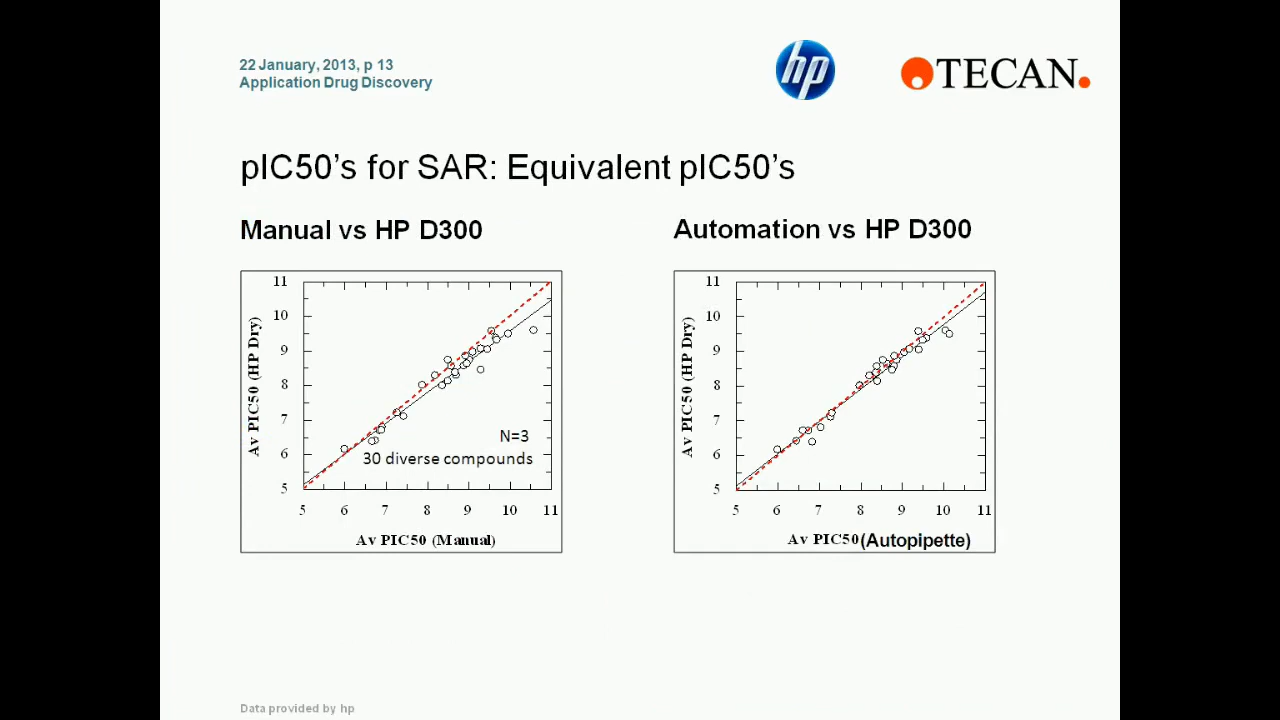 22 January, 2013, p 13
Application Drug Discovery
hp
TECAN.
pIC50’s for SAR: Equivalent pIC50’s
Manual vs HP D300
Automation vs HP D300
Av PIC50 (HP Dry)
11
10
9
8
7
6
5
N=3
30 diverse compounds
5 6 7 8 9 10 11
Av PIC50 (Manual)
Av PIC50 (HP Dry)
11
10
9
8
7
6
5
5 6 7 8 9 10 11
Av PIC50(Autopipette)
Data provided by hp